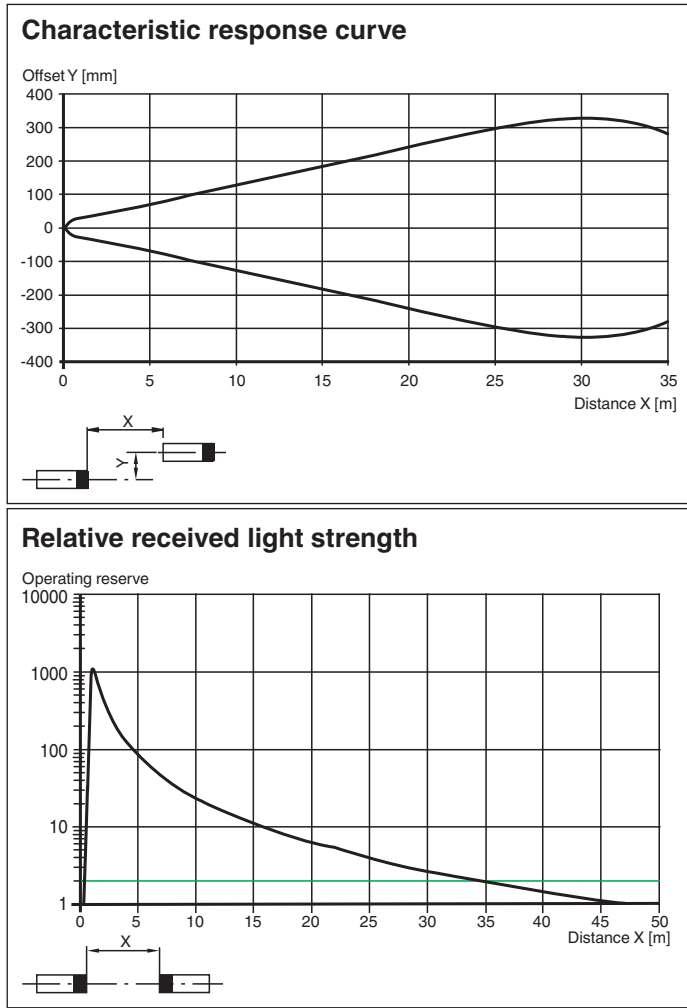 Characteristic response curve
Offset Y [mm]
400
300
200
100
0
-100
-200
-300
-400
0 5 10 15 20 25 30 35
Distance X [m]
X
Y
Relative received light strength
Operating reserve
10000
1000
100
10
1
0 5 10 15 20 25 30 35 40 45 50
Distance X [m]
X